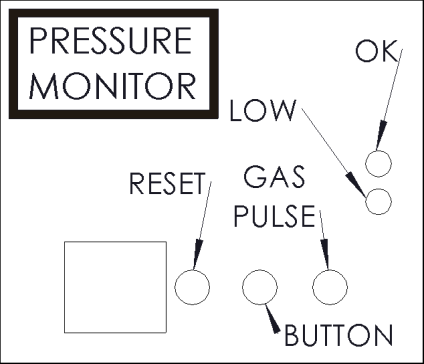 PRESSURE
MONITOR
OK
LOW
RESET
GAS
PULSE
BUTTON